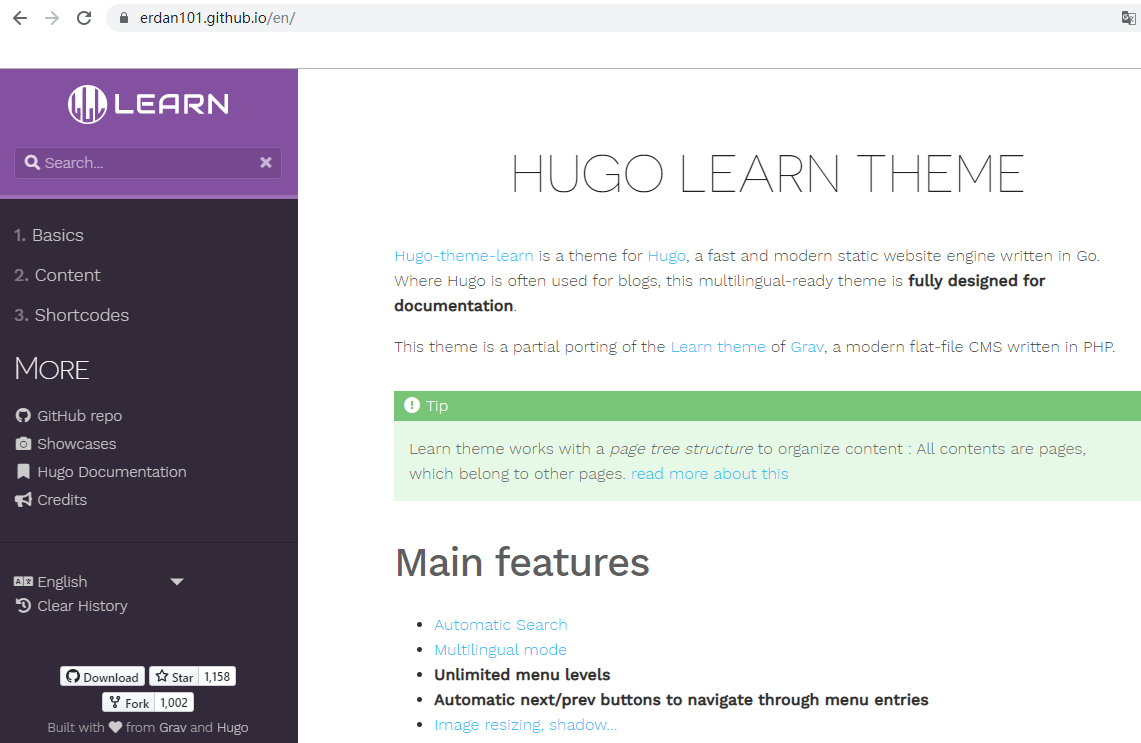 erdan101.github.io/en/
LEARN
Search...
1. Basics
2. Content
3. Shortcodes
MORE
GitHub repo
Showcases
Hugo Documentation
Credits
English
Clear History
Download Star 1,158
Fork 1,002
Built with from Grav and Hugo
HUGO LEARN THEME
Hugo-theme-learn is a theme for Hugo, a fast and modern static website engine written in Go.
Where Hugo is often used for blogs, this multilingual-ready theme is fully designed for
documentation.
This theme is a partial porting of the Learn theme of Grav, a modern flat-file CMS written in PHP.
Tip
Learn theme works with a page tree structure to organize content : All contents are pages,
which belong to other pages. read more about this
Main features
Automatic Search
Multilingual mode
Unlimited menu levels
Automatic next/prev buttons to navigate through menu entries
Image resizing, shadow...